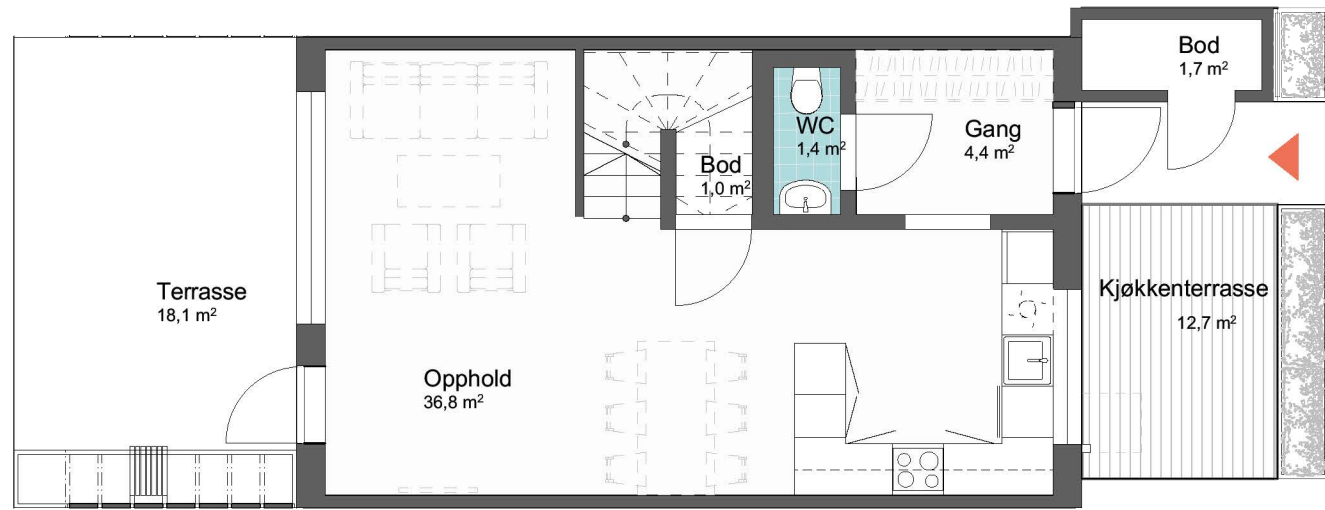 Bod
1,7 m²
WC
1,4 m²
Gang
4,4 m²
Bod
1,0 m²
Terrasse
18,1 m²
Kjøkkenterrasse
12,7 m²
Opphold
36,8 m²